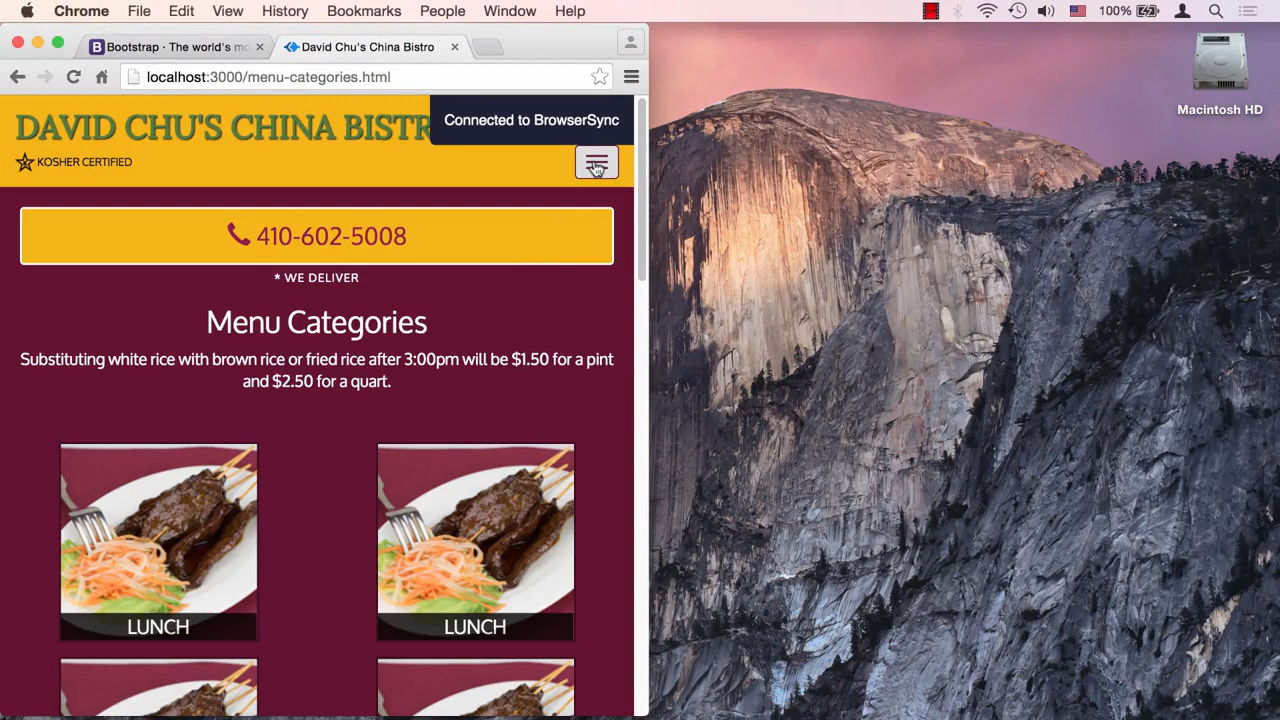 Chrome File Edit View History Bookmarks People Window Help 100%
Bootstrap · The world's mo
David Chu's China Bistro
localhost:3000/menu-categories.html
Macintosh HD
DAVID CHU'S CHINA BISTR
Connected to BrowserSync
KOSHER CERTIFIED
410-602-5008
* WE DELIVER
Menu Categories
Substituting white rice with brown rice or fried rice after 3:00pm will be $1.50 for a pint
and $2.50 for a quart.
LUNCH
LUNCH